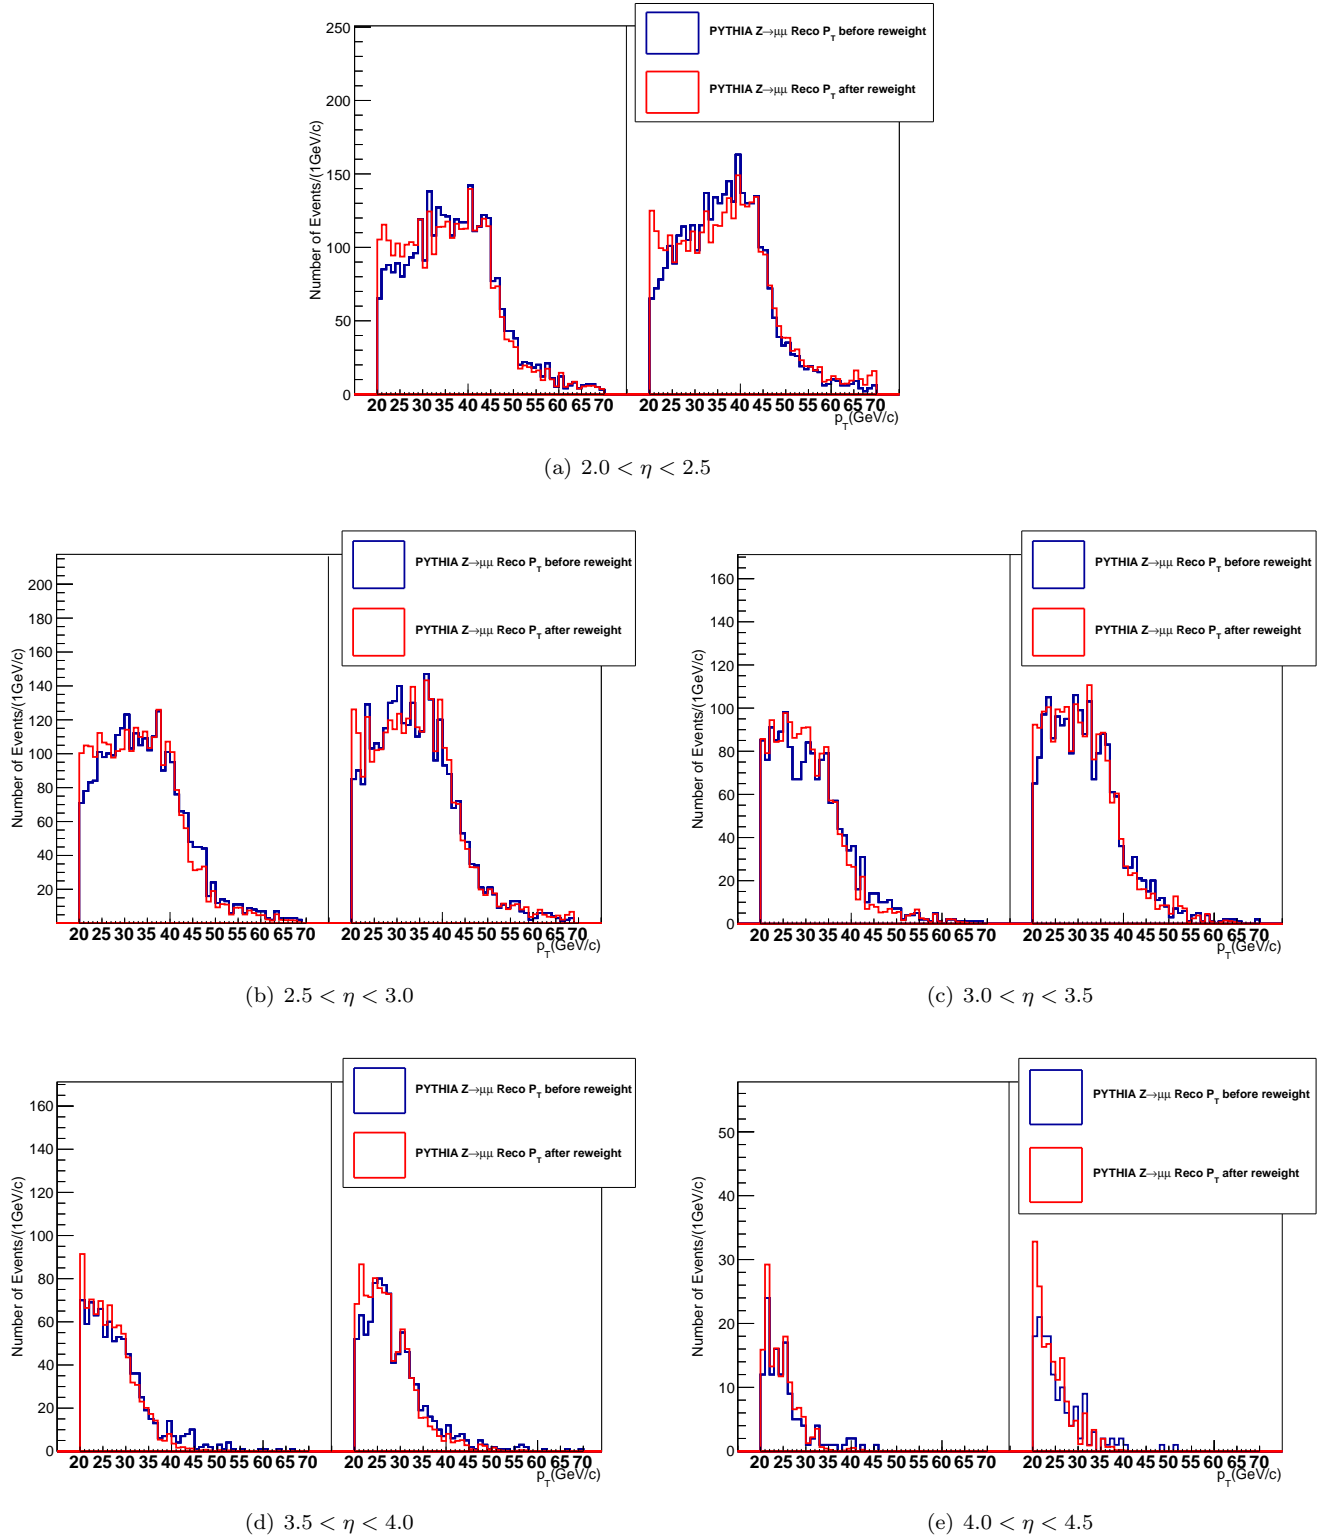 PYTHIA Z→μμ Reco P_T before reweight
PYTHIA Z→μμ Reco P_T after reweight
Number of Events/(1GeV/c)
250
200
150
100
50
0
20 25 30 35 40 45 50 55 60 65 70 20 25 30 35 40 45 50 55 60 65 70
p_T(GeV/c)
(a) 2.0 < η < 2.5
PYTHIA Z→μμ Reco P_T before reweight
PYTHIA Z→μμ Reco P_T after reweight
Number of Events/(1GeV/c)
200
180
160
140
120
100
80
60
40
20
20 25 30 35 40 45 50 55 60 65 70 20 25 30 35 40 45 50 55 60 65 70
p_T(GeV/c)
(b) 2.5 < η < 3.0
PYTHIA Z→μμ Reco P_T before reweight
PYTHIA Z→μμ Reco P_T after reweight
Number of Events/(1GeV/c)
160
140
120
100
80
60
40
20
0
20 25 30 35 40 45 50 55 60 65 70 20 25 30 35 40 45 50 55 60 65 70
p_T(GeV/c)
(c) 3.0 < η < 3.5
PYTHIA Z→μμ Reco P_T before reweight
PYTHIA Z→μμ Reco P_T after reweight
Number of Events/(1GeV/c)
160
140
120
100
80
60
40
20
0
20 25 30 35 40 45 50 55 60 65 70 20 25 30 35 40 45 50 55 60 65 70
p_T(GeV/c)
(d) 3.5 < η < 4.0
PYTHIA Z→μμ Reco P_T before reweight
PYTHIA Z→μμ Reco P_T after reweight
Number of Events/(1GeV/c)
50
40
30
20
10
0
20 25 30 35 40 45 50 55 60 65 70 20 25 30 35 40 45 50 55 60 65 70
p_T(GeV/c)
(e) 4.0 < η < 4.5